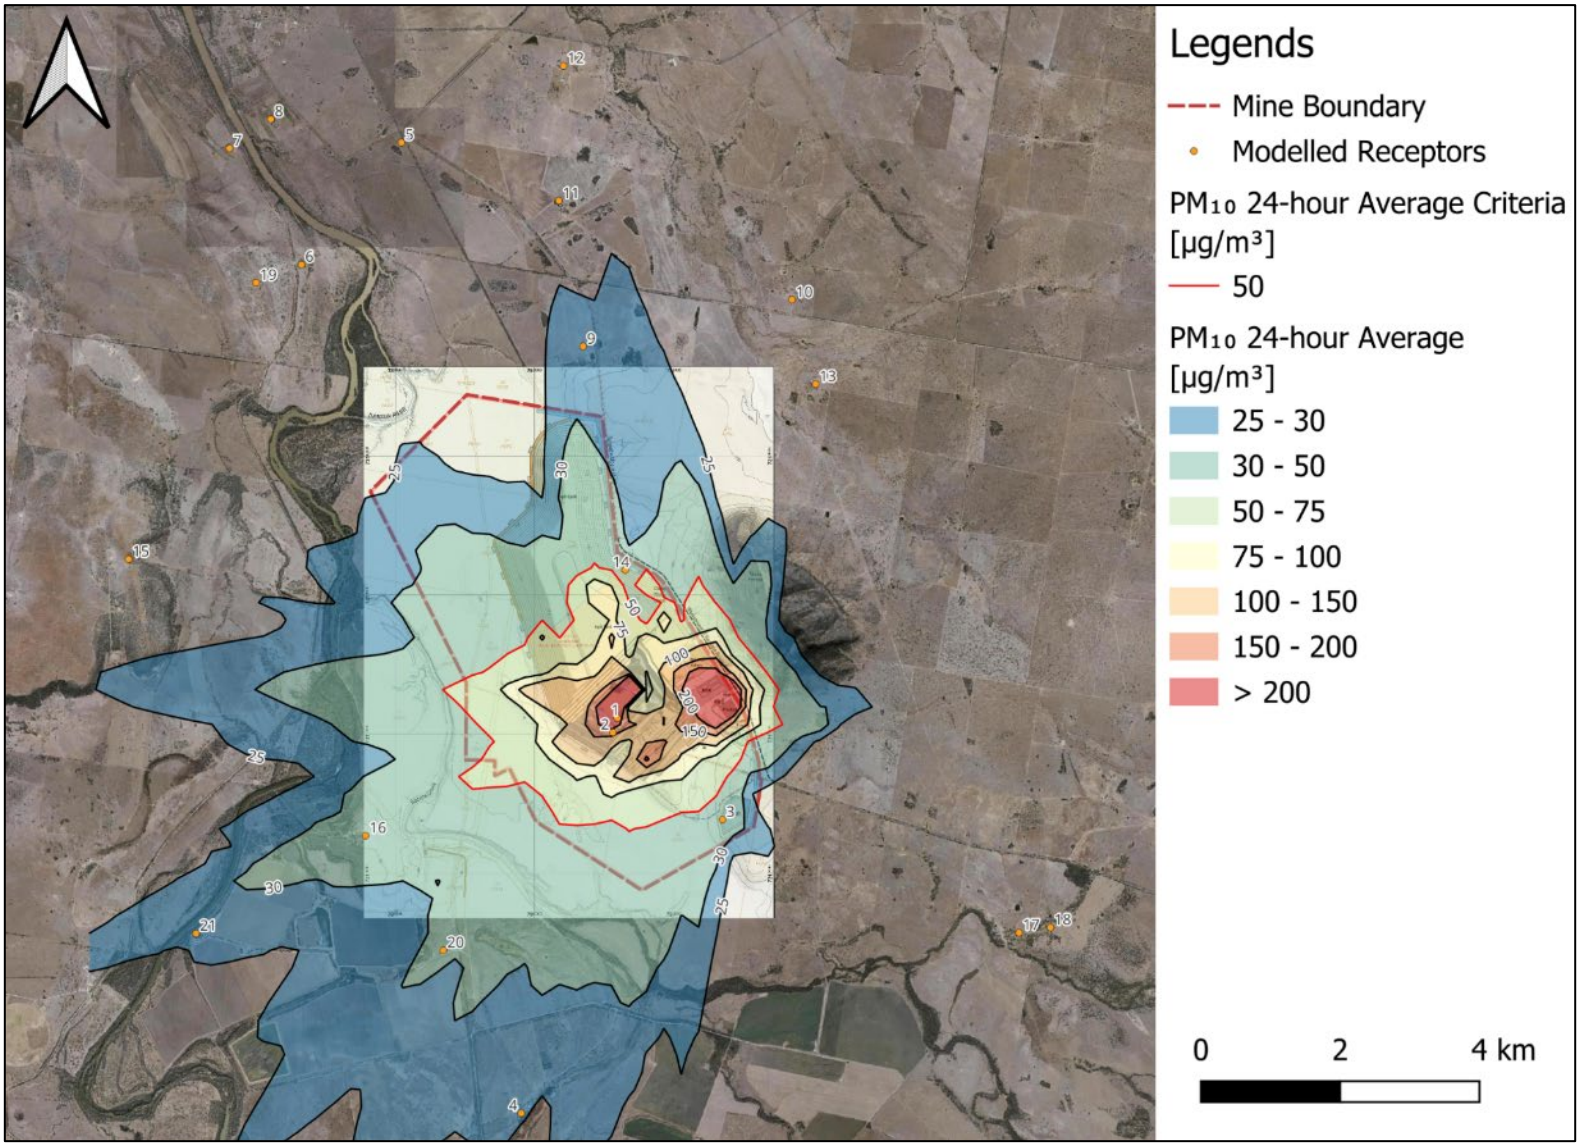 Legends
Mine Boundary
Modelled Receptors
PM₁₀ 24-hour Average Criteria
[µg/m³]
50
PM₁₀ 24-hour Average
[µg/m³]
25 - 30
30 - 50
50 - 75
75 - 100
100 - 150
150 - 200
> 200
0 2 4 km
12
8
5
7
11
6
19
10
9
13
25
30
25
15
14
50
75
100
200
1
2
150
25
3
16
30
30
25
21
20
17
18
4